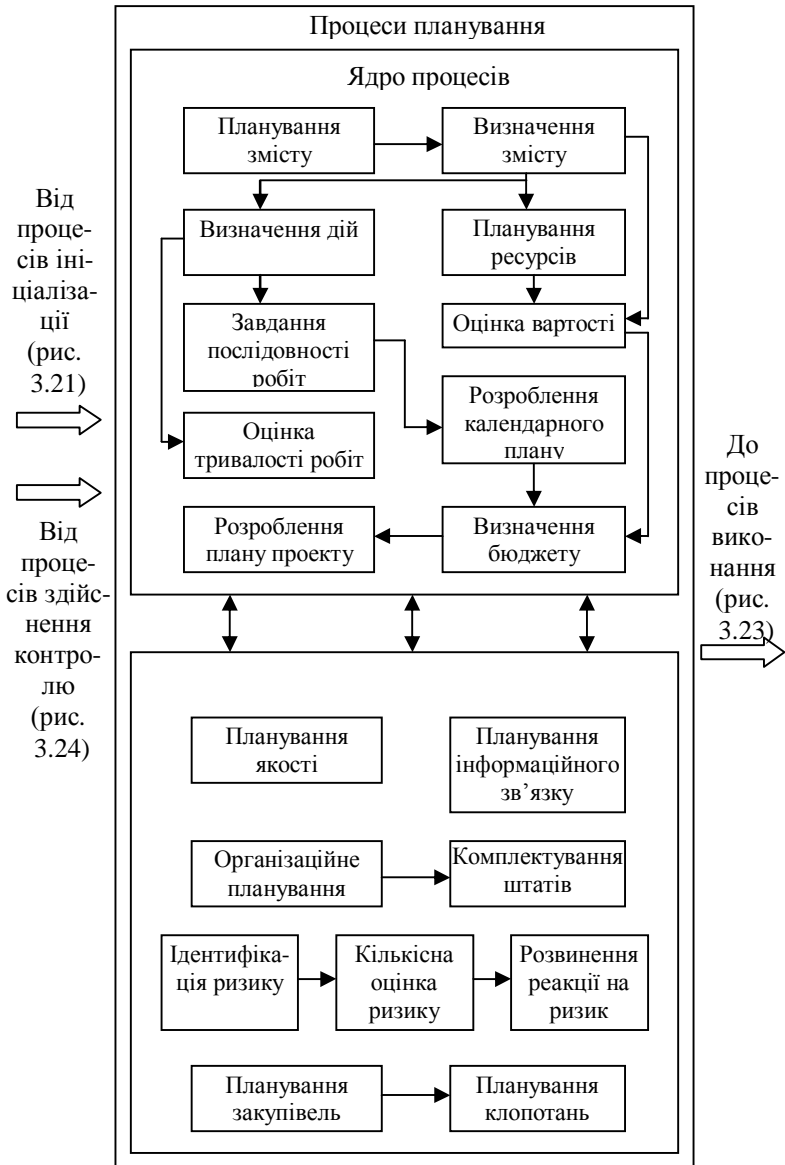 Процеси планування
Ядро процесів
Планування
змісту
Визначення
змісту
Визначення дій
Планування
ресурсів
Завдання
послідовності
робіт
Оцінка вартості
Розроблення
календарного
плану
Оцінка
тривалості робіт
Розроблення
плану проекту
Визначення
бюджету
Від
проце-
сів іні-
ціаліза-
ції
(рис.
3.21)
Від
проце-
сів здійс-
нення
контро-
лю
(рис.
3.24)
До
проце-
сів
вико-
нання
(рис.
3.23)
Планування
якості
Планування
інформаційного
зв’язку
Організаційне
планування
Комплектування
штатів
Ідентифіка-
ція ризику
Кількісна
оцінка
ризику
Розвинення
реакції на
ризик
Планування
закупівель
Планування
клопотань